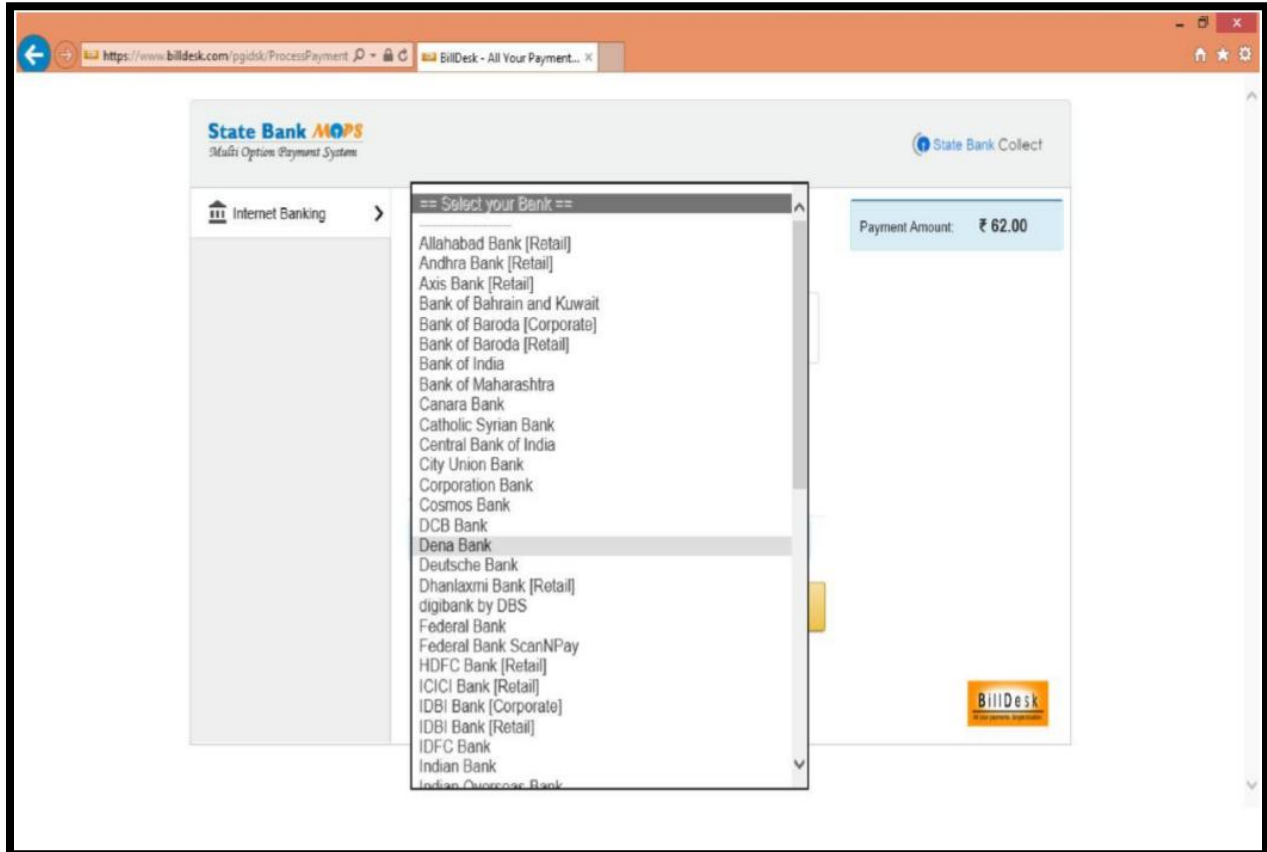 https://www.billdesk.com/pgidsk/ProcessPayment
BillDesk - All Your Payment...
State Bank MOPS
Multi Option Payment System
State Bank Collect
Internet Banking
Payment Amount: ₹ 62.00
== Select your Bank ==
--------------------
Allahabad Bank [Retail]
Andhra Bank [Retail]
Axis Bank [Retail]
Bank of Bahrain and Kuwait
Bank of Baroda [Corporate]
Bank of Baroda [Retail]
Bank of India
Bank of Maharashtra
Canara Bank
Catholic Syrian Bank
Central Bank of India
City Union Bank
Corporation Bank
Cosmos Bank
DCB Bank
Dena Bank
Deutsche Bank
Dhanlaxmi Bank [Retail]
digibank by DBS
Federal Bank
Federal Bank ScanNPay
HDFC Bank [Retail]
ICICI Bank [Retail]
IDBI Bank [Corporate]
IDBI Bank [Retail]
IDFC Bank
Indian Bank
Indian Overseas Bank
BillDesk